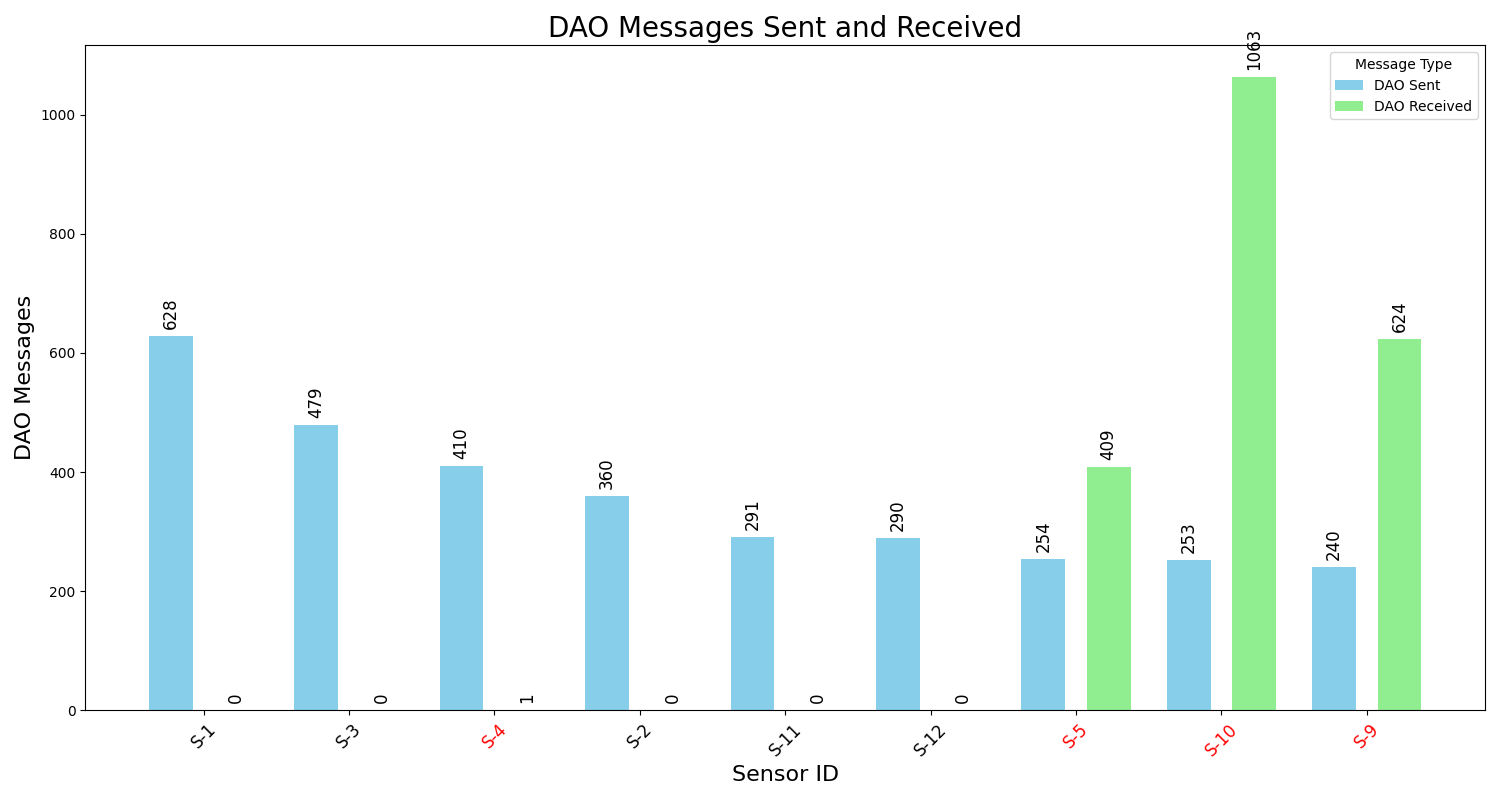 DAO Messages Sent and Received
Message Type
DAO Sent
DAO Received
DAO Messages
1000
800
600
400
200
0
628
0
479
0
410
1
360
0
291
0
290
0
254
409
253
1063
240
624
S-1
S-3
S-4
S-2
S-11
S-12
S-5
S-10
S-9
Sensor ID